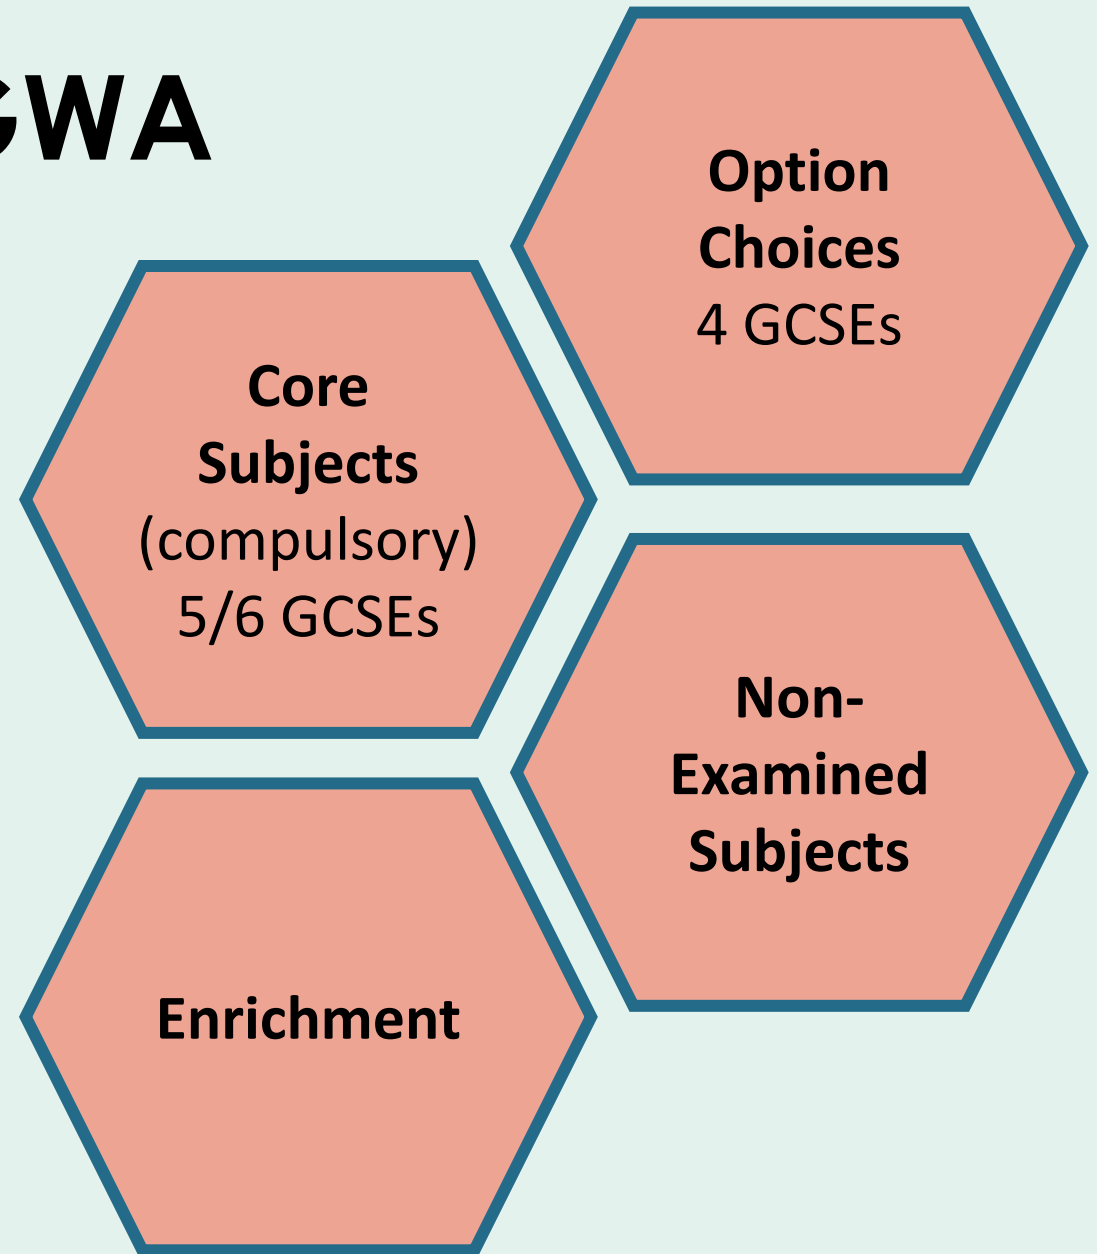 GWA
Option
Choices
4 GCSEs
Core
Subjects
(compulsory)
5/6 GCSEs
Non-
Examined
Subjects
Enrichment